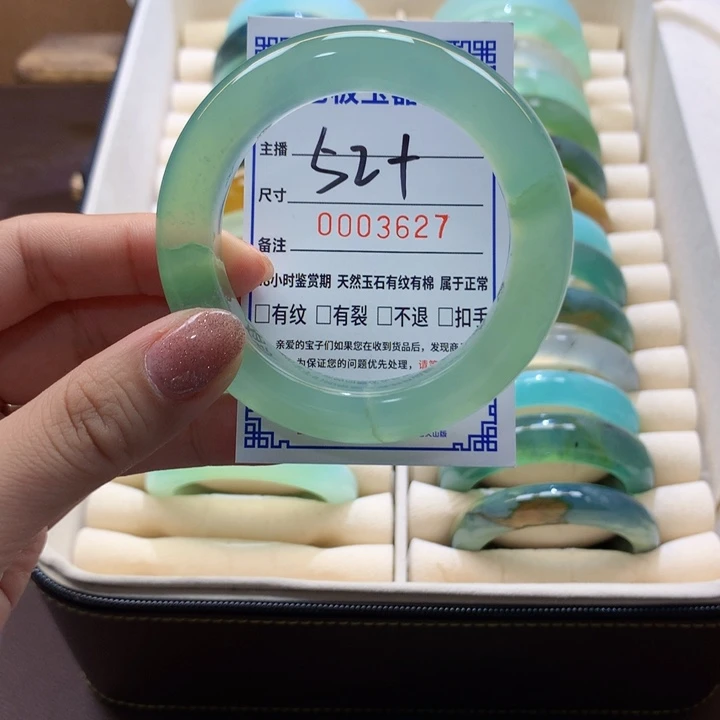 主播
52+
尺寸
0003627
备注
小时鉴赏期 天然玉石有纹有棉 属于正常
□有纹 □有裂 □不退 □扣手
亲爱的宝子们如果您在收到货品后，发现商
为保证您的问题优先处理，请